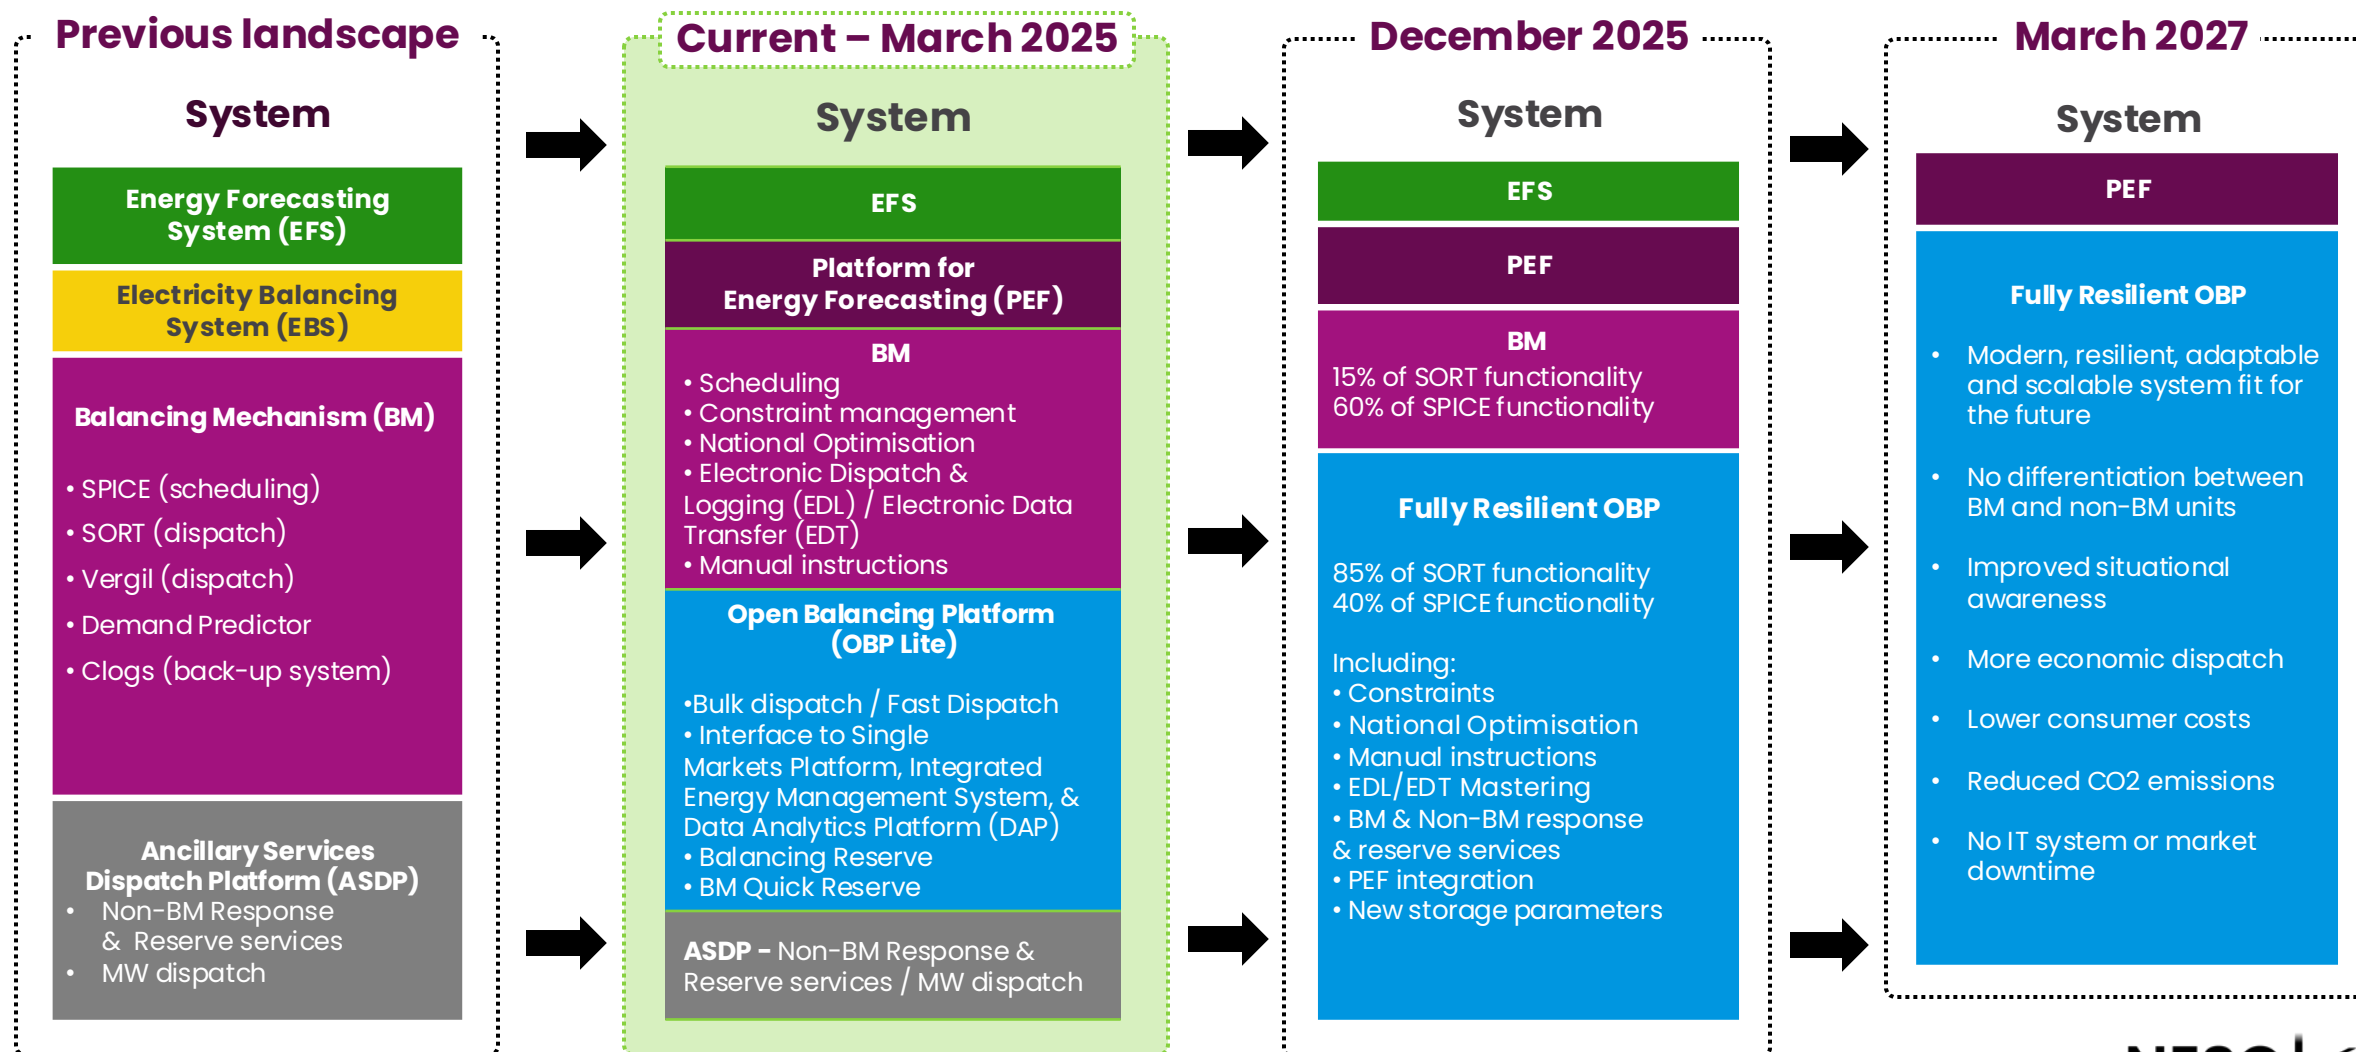 Previous landscape
System
Energy Forecasting
System (EFS)
Electricity Balancing
System (EBS)
Balancing Mechanism (BM)
• SPICE (scheduling)
• SORT (dispatch)
• Vergil (dispatch)
• Demand Predictor
• Clogs (back-up system)
Ancillary Services
Dispatch Platform (ASDP)
• Non-BM Response
& Reserve services
• MW dispatch
Current – March 2025
System
EFS
Platform for
Energy Forecasting (PEF)
BM
• Scheduling
• Constraint management
• National Optimisation
• Electronic Dispatch &
Logging (EDL) / Electronic Data
Transfer (EDT)
• Manual instructions
Open Balancing Platform
(OBP Lite)
•Bulk dispatch / Fast Dispatch
• Interface to Single
Markets Platform, Integrated
Energy Management System, &
Data Analytics Platform (DAP)
• Balancing Reserve
• BM Quick Reserve
ASDP – Non-BM Response &
Reserve services / MW dispatch
December 2025
System
EFS
PEF
BM
15% of SORT functionality
60% of SPICE functionality
Fully Resilient OBP
85% of SORT functionality
40% of SPICE functionality
Including:
• Constraints
• National Optimisation
• Manual instructions
• EDL/EDT Mastering
• BM & Non-BM response
& reserve services
• PEF integration
• New storage parameters
March 2027
System
PEF
Fully Resilient OBP
• Modern, resilient, adaptable
and scalable system fit for
the future
• No differentiation between
BM and non-BM units
• Improved situational
awareness
• More economic dispatch
• Lower consumer costs
• Reduced CO2 emissions
• No IT system or market
downtime